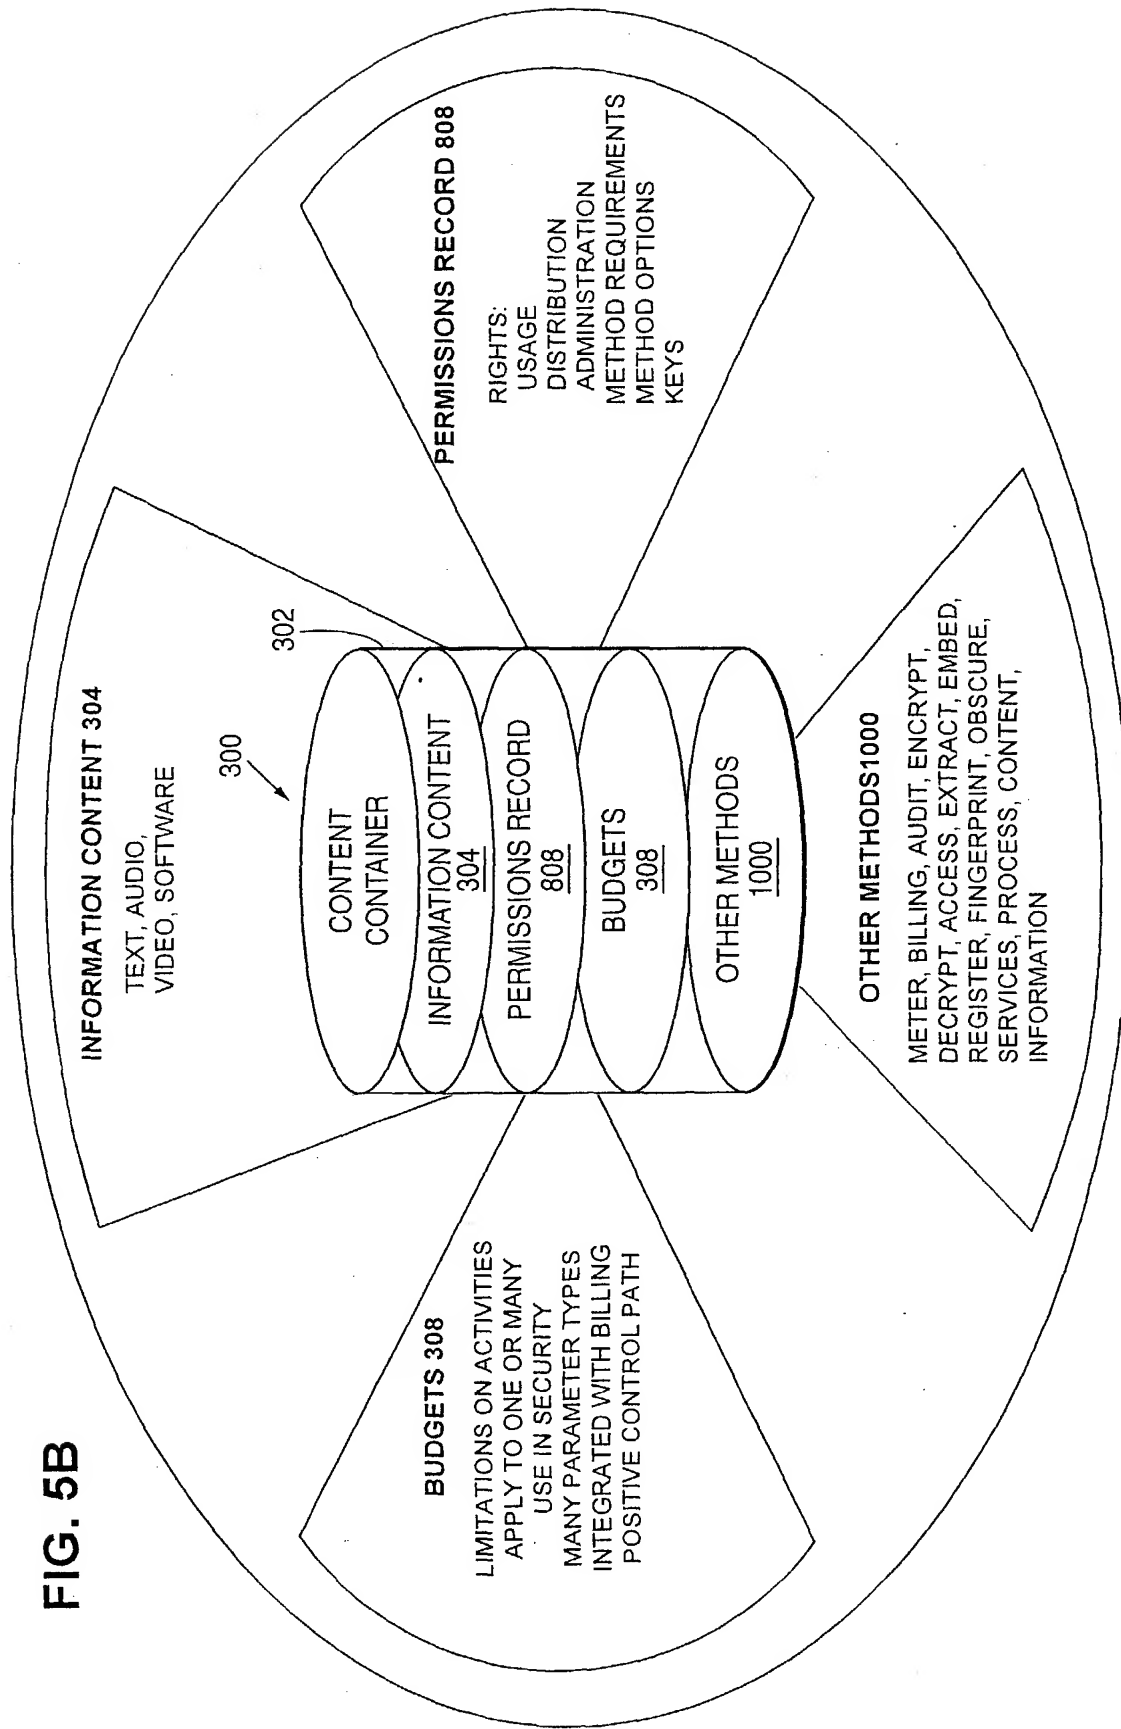 FIG. 5B
INFORMATION CONTENT 304
TEXT, AUDIO,
VIDEO, SOFTWARE
300
302
CONTENT
CONTAINER
INFORMATION CONTENT
304
PERMISSIONS RECORD
808
BUDGETS
308
OTHER METHODS
1000
BUDGETS 308
LIMITATIONS ON ACTIVITIES
APPLY TO ONE OR MANY
USE IN SECURITY
MANY PARAMETER TYPES
INTEGRATED WITH BILLING
POSITIVE CONTROL PATH
PERMISSIONS RECORD 808
RIGHTS:
USAGE
DISTRIBUTION
ADMINISTRATION
METHOD REQUIREMENTS
METHOD OPTIONS
KEYS
OTHER METHODS1000
METER, BILLING, AUDIT, ENCRYPT,
DECRYPT, ACCESS, EXTRACT, EMBED,
REGISTER, FINGERPRINT, OBSCURE,
SERVICES, PROCESS, CONTENT,
INFORMATION